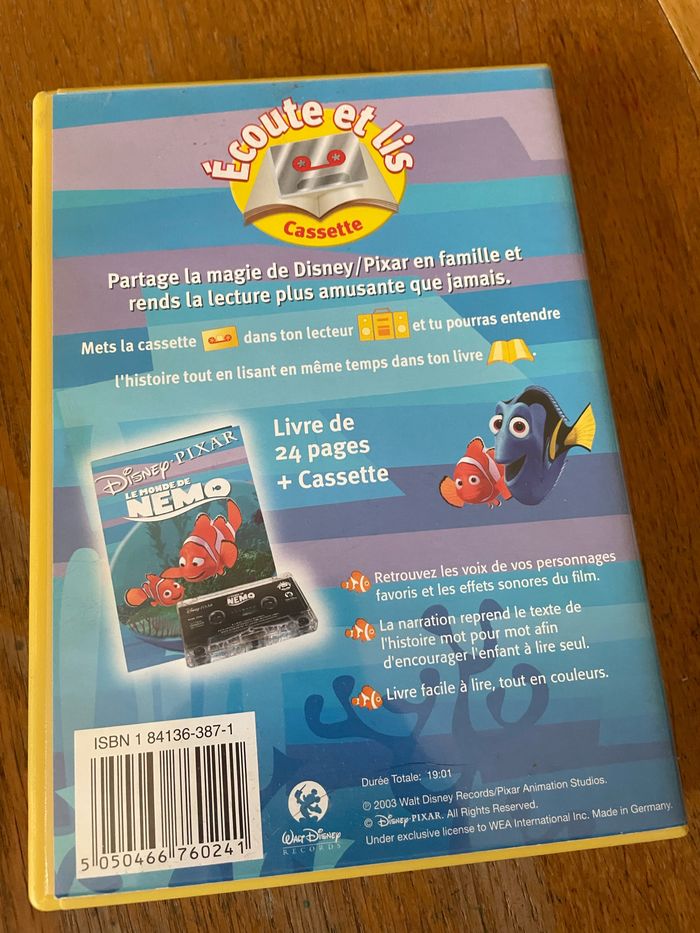 Écoute et lis
Cassette
Partage la magie de Disney/Pixar en famille et
rends la lecture plus amusante que jamais.
Mets la cassette dans ton lecteur et tu pourras entendre
l'histoire tout en lisant en même temps dans ton livre .
Livre de
24 pages
+ Cassette
DISNEY·PIXAR
LE MONDE DE
NEMO
NEMO
Retrouvez les voix de vos personnages
favoris et les effets sonores du film.
La narration reprend le texte de
l'histoire mot pour mot afin
d'encourager l'enfant à lire seul.
Livre facile à lire, tout en couleurs.
ISBN 1 84136-387-1
5 050466 760241
WALT DISNEY
RECORDS
Durée Totale: 19:01
℗ 2003 Walt Disney Records/Pixar Animation Studios.
© DISNEY·PIXAR. All Rights Reserved.
Under exclusive license to WEA International Inc. Made in Germany.